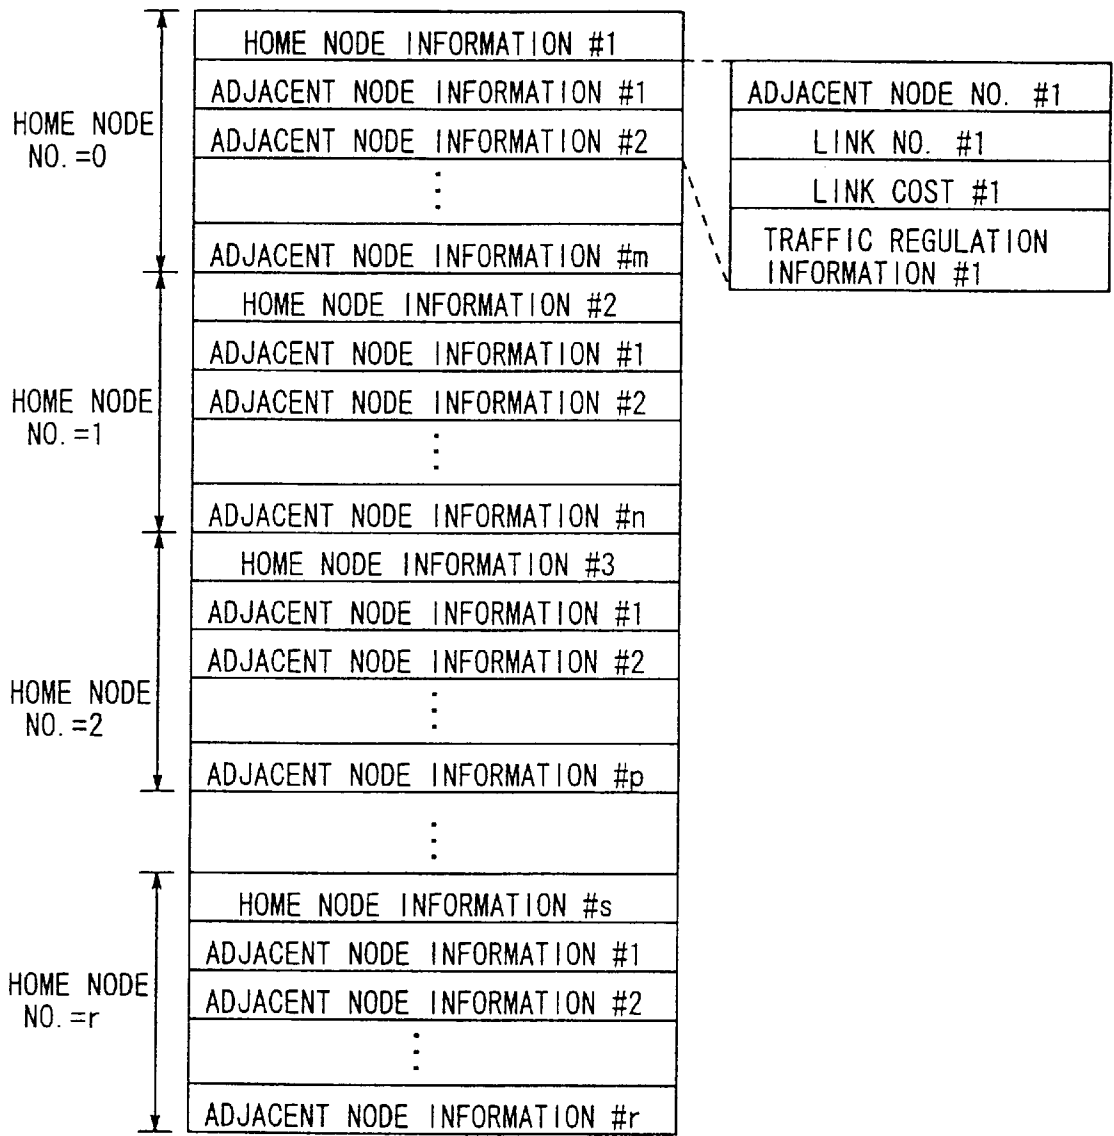 HOME NODE
NO.=0
HOME NODE INFORMATION #1
ADJACENT NODE INFORMATION #1
ADJACENT NODE INFORMATION #2
ADJACENT NODE INFORMATION #m
ADJACENT NODE NO. #1
LINK NO. #1
LINK COST #1
TRAFFIC REGULATION
INFORMATION #1
HOME NODE
NO.=1
HOME NODE INFORMATION #2
ADJACENT NODE INFORMATION #1
ADJACENT NODE INFORMATION #2
ADJACENT NODE INFORMATION #n
HOME NODE
NO.=2
HOME NODE INFORMATION #3
ADJACENT NODE INFORMATION #1
ADJACENT NODE INFORMATION #2
ADJACENT NODE INFORMATION #p
HOME NODE
NO.=r
HOME NODE INFORMATION #s
ADJACENT NODE INFORMATION #1
ADJACENT NODE INFORMATION #2
ADJACENT NODE INFORMATION #r